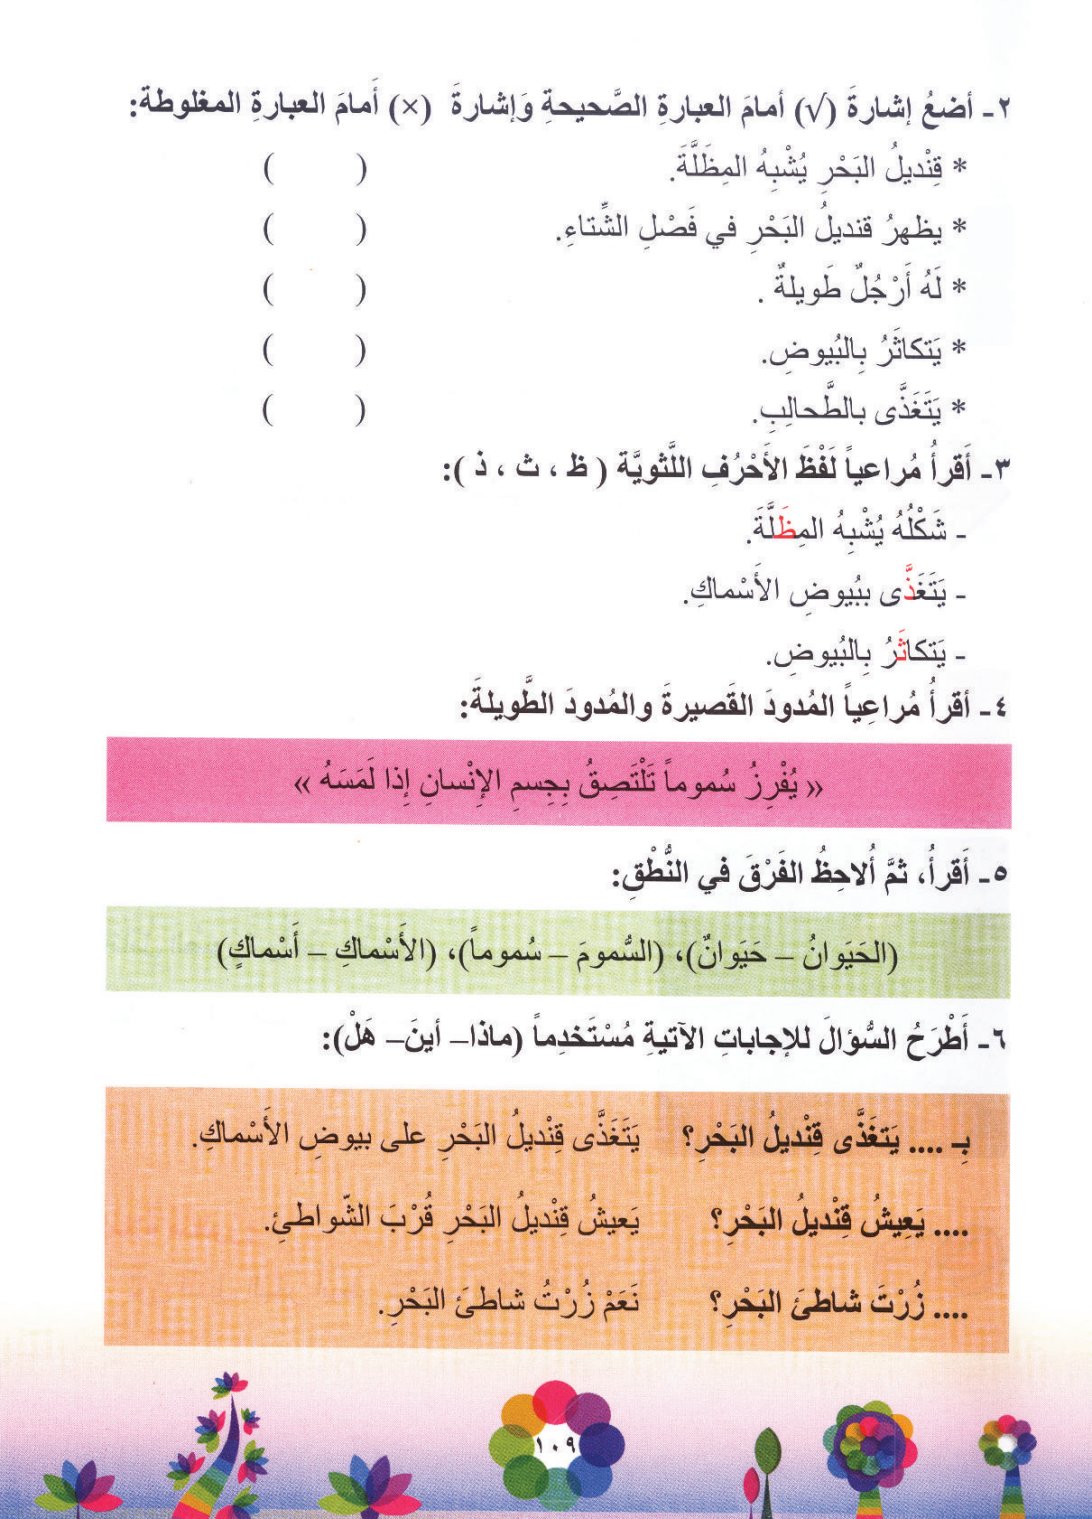 ٢ـ أضعُ إشارةَ (√) أمامَ العبارةِ الصَّحيحةِ وَإشارةَ (×) أَمامَ العبارةِ المغلوطة:
* قِنْديلُ البَحْرِ يُشْبِهُ المِظَلَّةَ. ( )
* يظهرُ قنديلُ البَحْرِ في فَصْلِ الشِّتاءِ. ( )
* لَهُ أَرْجُلٌ طَويلةٌ . ( )
* يَتكاثَرُ بِالبُيوضِ. ( )
* يَتَغَذَّى بالطَّحالِبِ. ( )
٣ـ أَقرأُ مُراعياً لَفْظَ الأَحْرُفِ اللَّثويَّة ( ظ ، ث ، ذ ):
ـ شَكْلُهُ يُشْبِهُ المِظَلَّةَ.
ـ يَتَغَذَّى ببُيوضِ الأَسْماكِ.
ـ يَتكاثَرُ بِالبُيوضِ.
٤ـ أقرأُ مُراعِياً المُدودَ القَصيرةَ والمُدودَ الطَّويلةَ:
« يُفْرِزُ سُموماً تَلْتَصِقُ بِجِسمِ الإنْسانِ إِذا لَمَسَهُ »
٥ـ أَقرأُ، ثمَّ أُلاحِظُ الفَرْقَ في النُّطْقِ:
(الحَيَوانُ – حَيَوانٌ)، (السُّمومَ – سُموماً)، (الأَسْماكِ – أَسْماكٍ)
٦ـ أَطْرَحُ السُّؤالَ للإجاباتِ الآتيةِ مُسْتَخدِماً (ماذا– أينَ– هَلْ):
بِـ .... يَتغَذَّى قِنْديلُ البَحْرِ؟ يَتَغَذَّى قِنْديلُ البَحْرِ على بيوضِ الأَسْماكِ.
.... يَعِيشُ قِنْديلُ البَحْرِ؟ يَعيشُ قِنْديلُ البَحْرِ قُرْبَ الشّواطئِ.
.... زُرْتَ شاطئَ البَحْرِ؟ نَعَمْ زُرْتُ شاطئَ البَحْرِ.
١٠٩